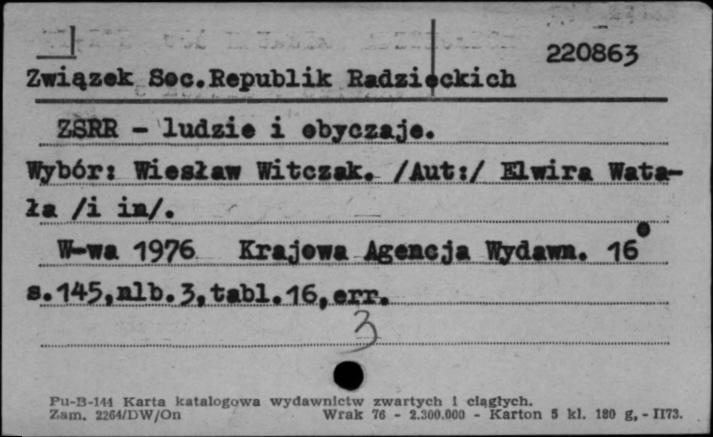 220863
Związek Soc.Republik Radzieckich
ZSRR - ludzie i obyczaje.
Wybór: Wiesław Witczak. /Aut:/ Elwira Wata-
ła /i in/.
W-wa 1976 Krajowa Agencja Wydawn. 16°
s.145,nlb.3,tabl.16,err.
3
Pu-B-144 Karta katalogowa wydawnictw zwartych i ciągłych.
Zam. 2264/DW/On Wrak 76 - 2.300.000 - Karton 5 kl. 180 g, - II73.